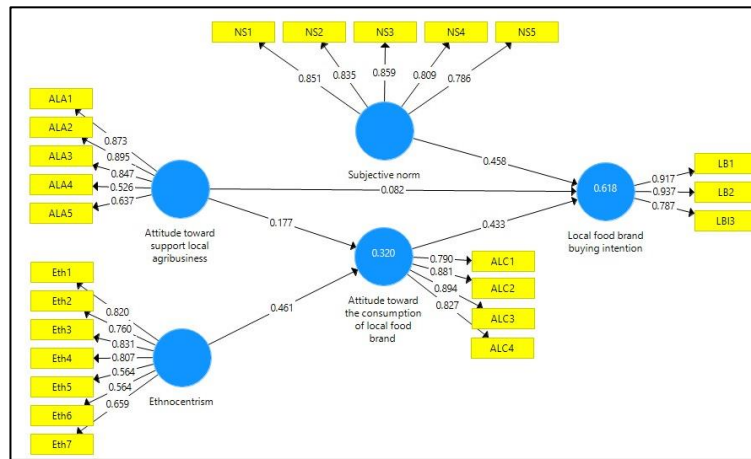 NS1
NS2
NS3
NS4
NS5
0.851
0.835
0.859
0.809
0.786
Subjective norm
ALA1
ALA2
ALA3
ALA4
ALA5
0.873
0.895
0.847
0.526
0.637
Attitude toward
support local
agribusiness
0.458
0.082
0.177
0.433
0.618
Local food brand
buying intention
0.917
0.937
0.787
LB1
LB2
LBI3
Eth1
Eth2
Eth3
Eth4
Eth5
Eth6
Eth7
0.820
0.760
0.831
0.807
0.564
0.564
0.659
Ethnocentrism
0.461
0.320
Attitude toward
the consumption
of local food
brand
0.790
0.881
0.894
0.827
ALC1
ALC2
ALC3
ALC4